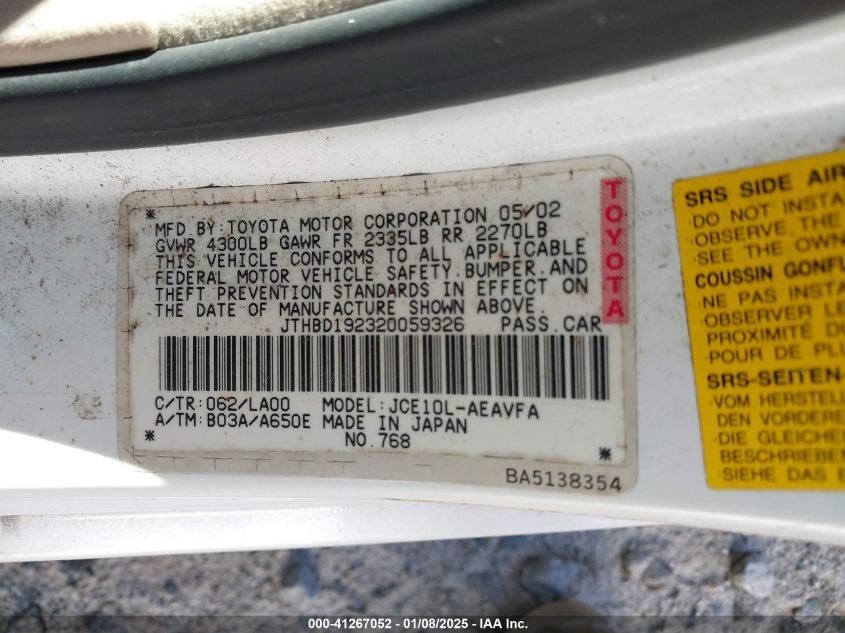 *
MFD.BY:TOYOTA MOTOR CORPORATION 05/02
GVWR 4300LB GAWR FR 2335LB RR 2270LB
THIS VEHICLE CONFORMS TO ALL APPLICABLE
FEDERAL MOTOR VEHICLE SAFETY,BUMPER,AND
THEFT PREVENTION STANDARDS IN EFFECT ON
THE DATE OF MANUFACTURE SHOWN ABOVE.
JTHBD192320059326 PASS.CAR
TOYOTA
C/TR:062/LA00 MODEL:JCE10L-AEAVFA
A/TM:B03A/A650E MADE IN JAPAN
* NO.768 *
BA5138354
SRS SIDE AIR
·DO NOT INSTA
·OBSERVE THE
·SEE THE OWN
COUSSIN GONFL
·NE PAS INSTA
·OBSERVER LE
PROXIMITÉ
·POUR DE PLU
SRS-SEITEN-
·VOM HERSTELL
DEN VORDERE
·DIE GLEICHE
BESCHRIEBEN
·SIEHE DAS
000-41267052 - 01/08/2025 - IAA Inc.